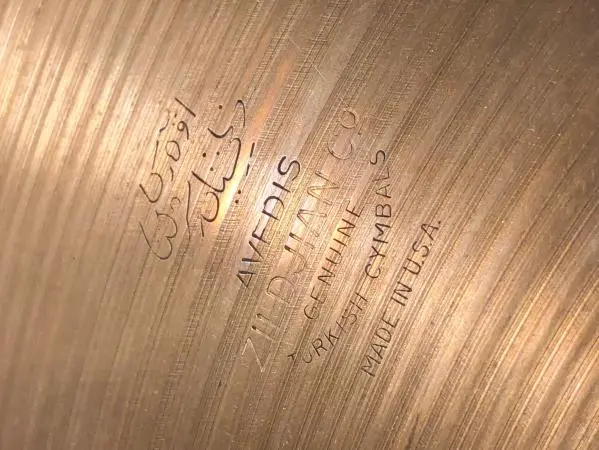 AVEDIS
ZILDJIAN CO.
GENUINE
TURKISH CYMBALS
MADE IN U.S.A.